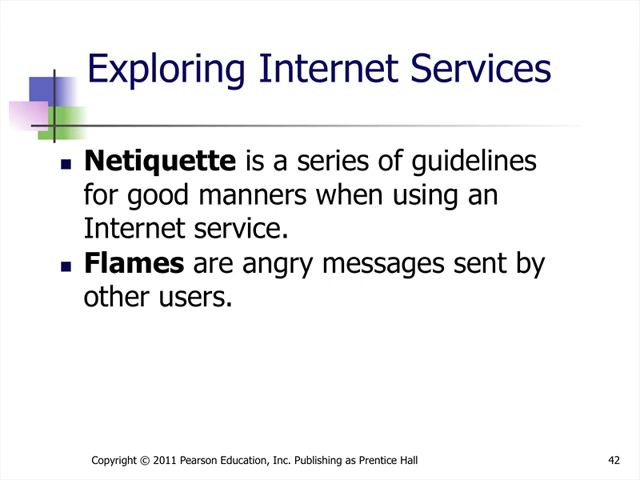 Exploring Internet Services
Netiquette is a series of guidelines
for good manners when using an
Internet service.
Flames are angry messages sent by
other users.
Copyright © 2011 Pearson Education, Inc. Publishing as Prentice Hall 42